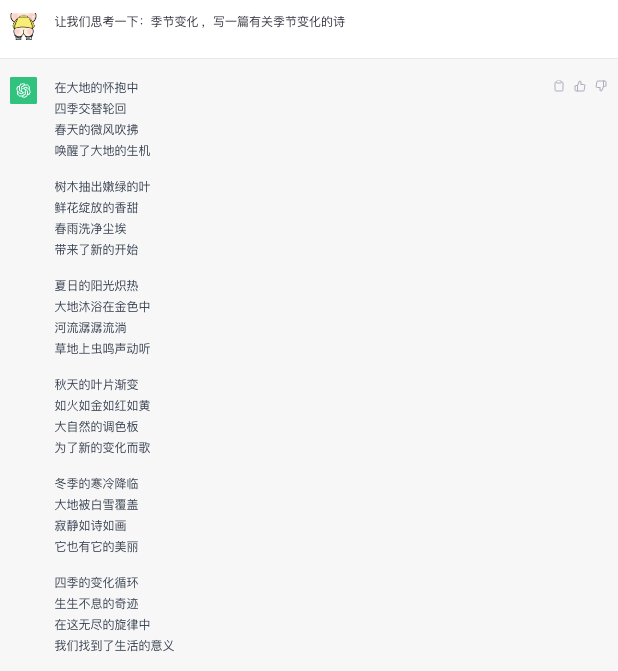 让我们思考一下：季节变化 ，写一篇有关季节变化的诗
在大地的怀抱中
四季交替轮回
春天的微风吹拂
唤醒了大地的生机
树木抽出嫩绿的叶
鲜花绽放的香甜
春雨洗净尘埃
带来了新的开始
夏日的阳光炽热
大地沐浴在金色中
河流潺潺流淌
草地上虫鸣声动听
秋天的叶片渐变
如火如金如红如黄
大自然的调色板
为了新的变化而歌
冬季的寒冷降临
大地被白雪覆盖
寂静如诗如画
它也有它的美丽
四季的变化循环
生生不息的奇迹
在这无尽的旋律中
我们找到了生活的意义